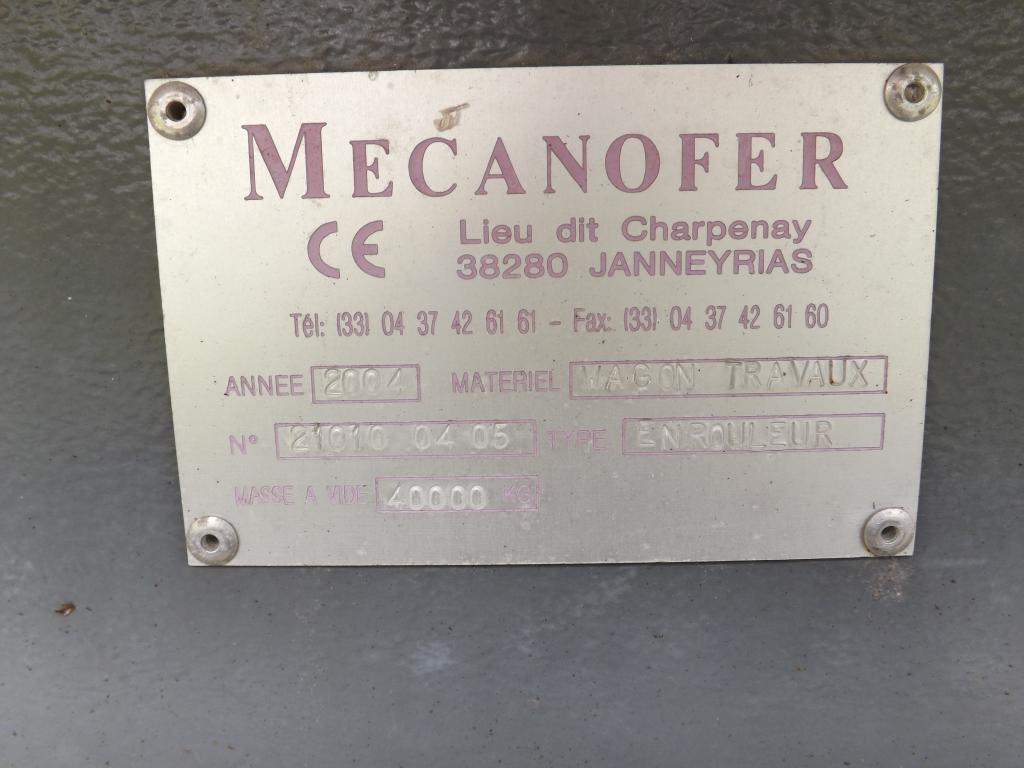 MECANOFER
CE Lieu dit Charpenay
38280 JANNEYRIAS
Tél: (33) 04 37 42 61 61 - Fax: (33) 04 37 42 61 60
ANNEE 2004 MATERIEL WAGON TRAVAUX
N° 21010 04 05 TYPE ENROULEUR
MASSE A VIDE 40000 KG